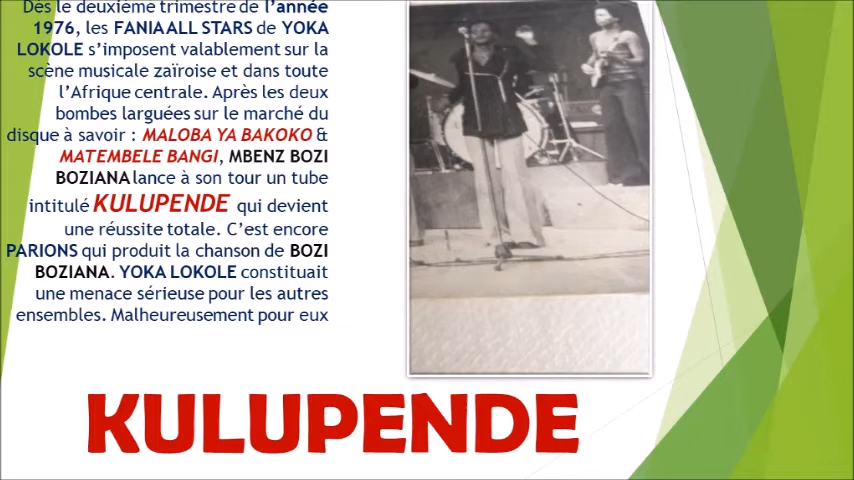 Dès le deuxième trimestre de l’année
1976, les FANIA ALL STARS de YOKA
LOKOLE s’imposent valablement sur la
scène musicale zaïroise et dans toute
l’Afrique centrale. Après les deux
bombes larguées sur le marché du
disque à savoir : MALOBA YA BAKOKO &
MATEMBELE BANGI, MBENZ BOZI
BOZIANA lance à son tour un tube
intitulé KULUPENDE qui devient
une réussite totale. C’est encore
PARIONS qui produit la chanson de BOZI
BOZIANA. YOKA LOKOLE constituait
une menace sérieuse pour les autres
ensembles. Malheureusement pour eux
KULUPENDE